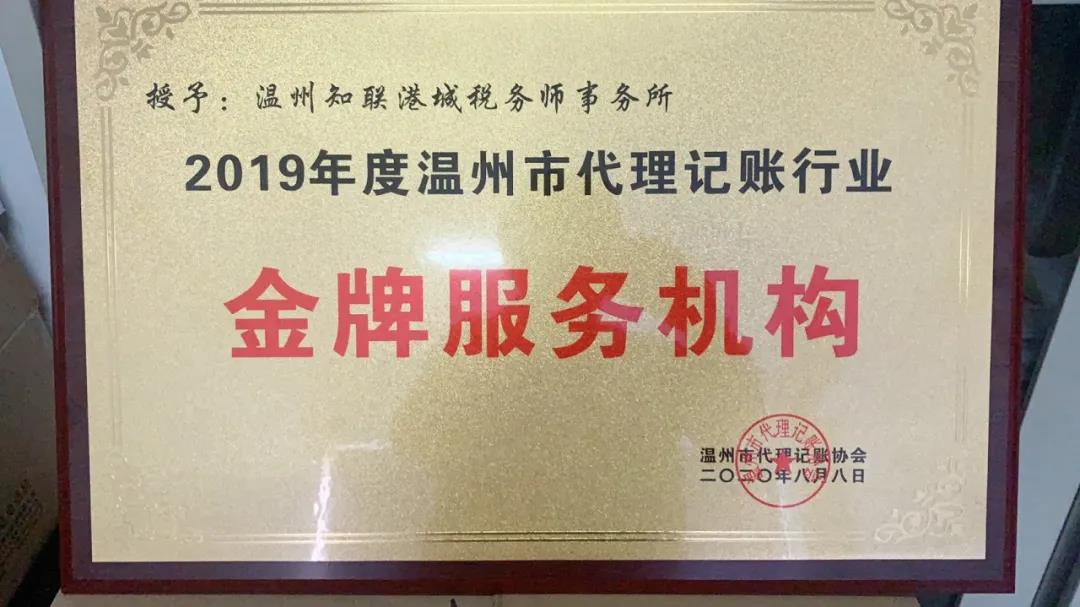 授予：温州知联港城税务师事务所
2019年度温州市代理记账行业
金牌服务机构
温州市代理记账协会
二〇二〇年八月八日